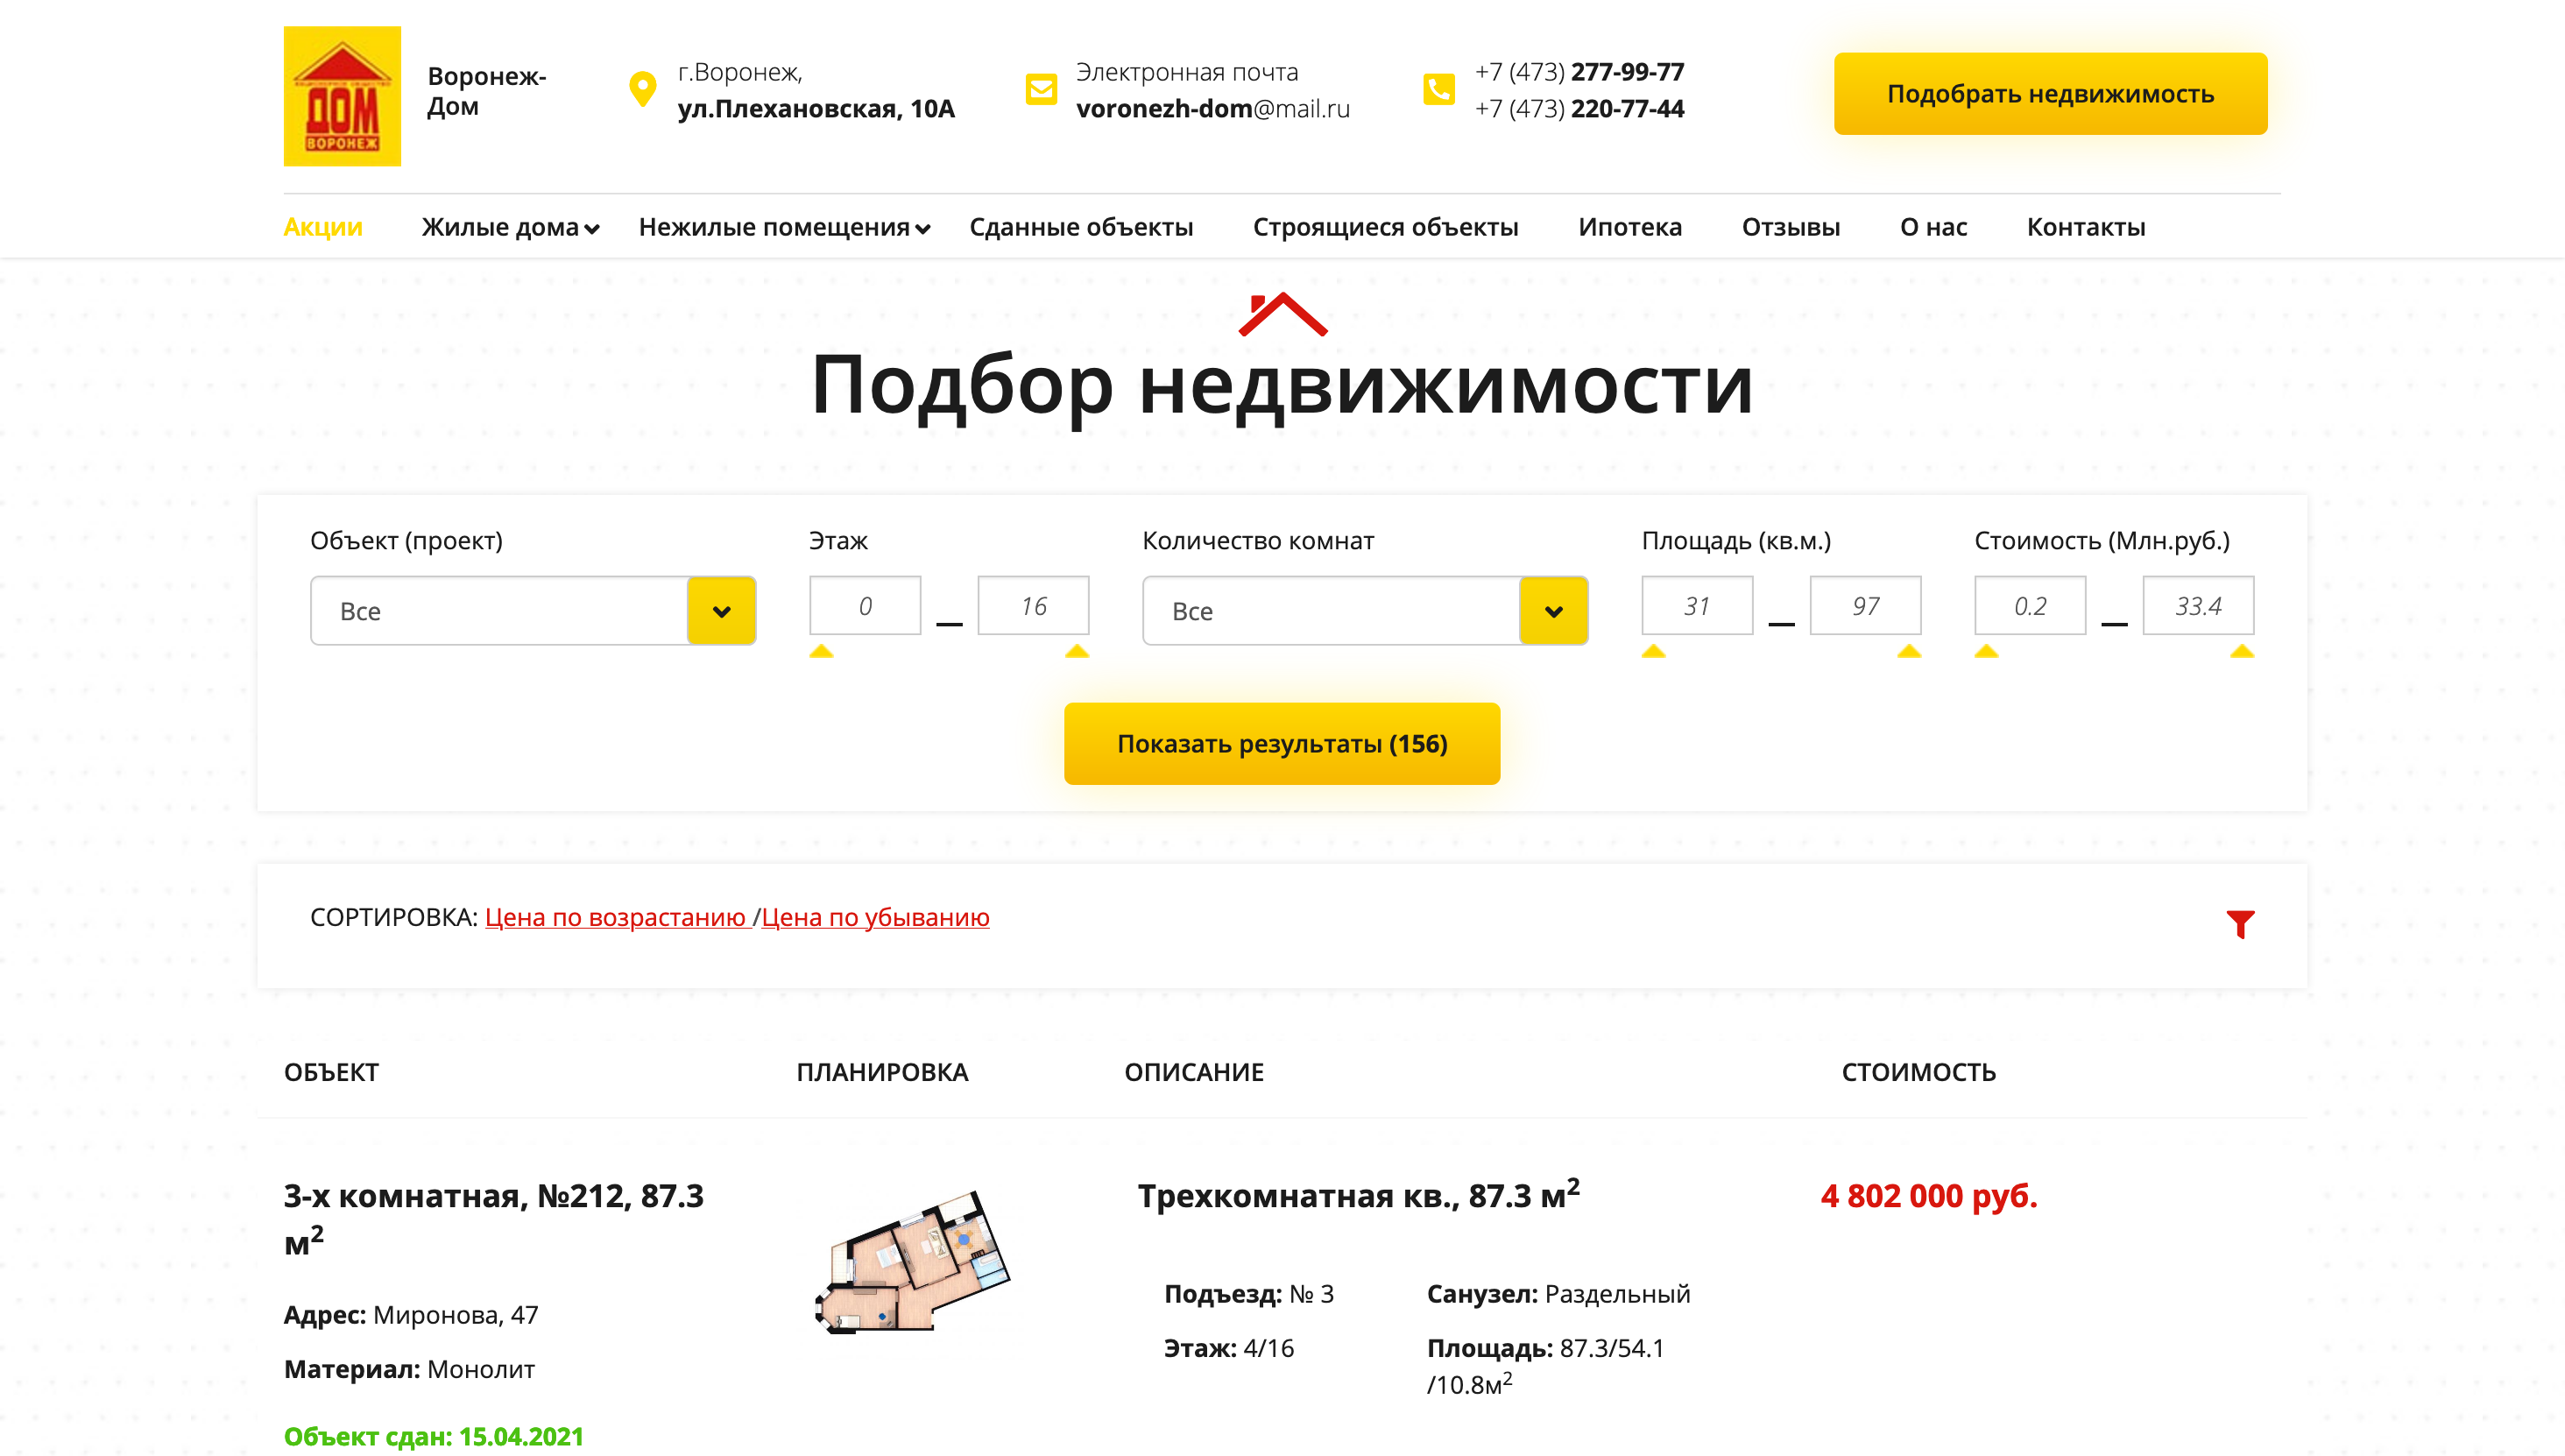 ДОМ
ВОРОНЕЖ
Воронеж-
Дом
г.Воронеж,
ул.Плехановская, 10А
Электронная почта
voronezh-dom@mail.ru
+7 (473) 277-99-77
+7 (473) 220-77-44
Подобрать недвижимость
Акции Жилые дома Нежилые помещения Сданные объекты Строящиеся объекты Ипотека Отзывы О нас Контакты
Подбор недвижимости
Объект (проект) Этаж Количество комнат Площадь (кв.м.) Стоимость (Млн.руб.)
Все 0 — 16 Все 31 — 97 0.2 — 33.4
Показать результаты (156)
СОРТИРОВКА: Цена по возрастанию /Цена по убыванию
ОБЪЕКТ ПЛАНИРОВКА ОПИСАНИЕ СТОИМОСТЬ
3-х комнатная, №212, 87.3
м²
Адрес: Миронова, 47
Материал: Монолит
Объект сдан: 15.04.2021
Трехкомнатная кв., 87.3 м²
Подъезд: № 3
Этаж: 4/16
Санузел: Раздельный
Площадь: 87.3/54.1
/10.8м²
4 802 000 руб.